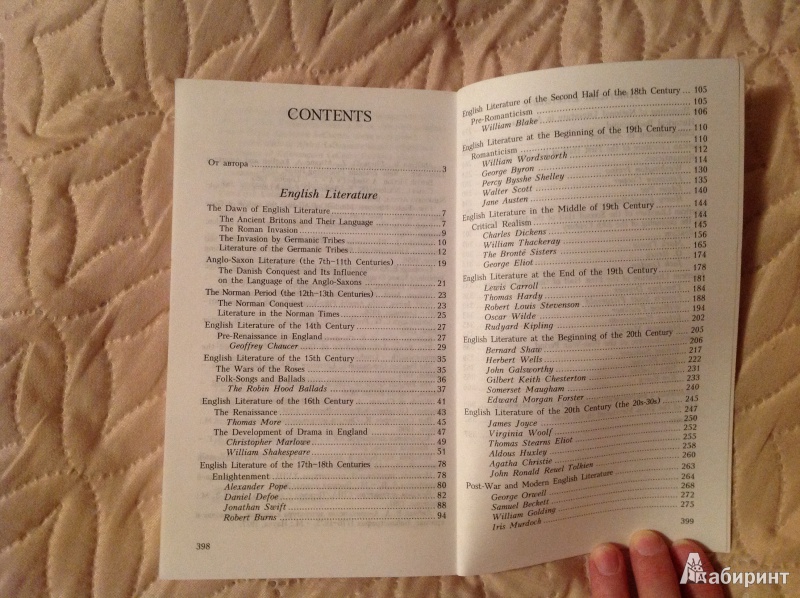 CONTENTS
От автора ... 3
English Literature
The Dawn of English Literature ... 7
The Ancient Britons and Their Language ... 7
The Roman Invasion ... 9
The Invasion by Germanic Tribes ... 10
Literature of the Germanic Tribes ... 12
Anglo-Saxon Literature (the 7th–11th Centuries) ... 19
The Danish Conquest and Its Influence
on the Language of the Anglo-Saxons ... 21
The Norman Period (the 12th–13th Centuries) ... 23
The Norman Conquest ... 23
Literature in the Norman Times ... 25
English Literature of the 14th Century ... 27
Pre-Renaissance in England ... 27
Geoffrey Chaucer ... 29
English Literature of the 15th Century ... 35
The Wars of the Roses ... 35
Folk-Songs and Ballads ... 36
The Robin Hood Ballads ... 37
English Literature of the 16th Century ... 41
The Renaissance ... 43
Thomas More ... 45
The Development of Drama in England ... 47
Christopher Marlowe ... 49
William Shakespeare ... 51
English Literature of the 17th–18th Centuries ... 78
Enlightenment ... 78
Alexander Pope ... 80
Daniel Defoe ... 82
Jonathan Swift ... 88
Robert Burns ... 94
398
English Literature of the Second Half of the 18th Century ... 105
Pre-Romanticism ... 105
William Blake ... 106
English Literature at the Beginning of the 19th Century ... 110
Romanticism ... 110
William Wordsworth ... 112
George Byron ... 114
Percy Bysshe Shelley ... 130
Walter Scott ... 135
Jane Austen ... 140
English Literature in the Middle of 19th Century ... 144
Critical Realism ... 144
Charles Dickens ... 145
William Thackeray ... 156
The Brontë Sisters ... 165
George Eliot ... 174
English Literature at the End of the 19th Century ... 178
Lewis Carroll ... 181
Thomas Hardy ... 184
Robert Louis Stevenson ... 188
Oscar Wilde ... 194
Rudyard Kipling ... 202
English Literature at the Beginning of the 20th Century ... 205
Bernard Shaw ... 206
Herbert Wells ... 217
John Galsworthy ... 222
Gilbert Keith Chesterton ... 231
Somerset Maugham ... 233
Edward Morgan Forster ... 240
English Literature of the 20th Century (the 20s-30s) ... 245
James Joyce ... 247
Virginia Woolf ... 250
Thomas Stearns Eliot ... 252
Aldous Huxley ... 255
Agatha Christie ... 258
John Ronald Reuel Tolkien ... 260
Post-War and Modern English Literature ... 263
George Orwell ... 264
Samuel Beckett ... 268
William Golding ... 272
Iris Murdoch ... 275
399
Лабиринт